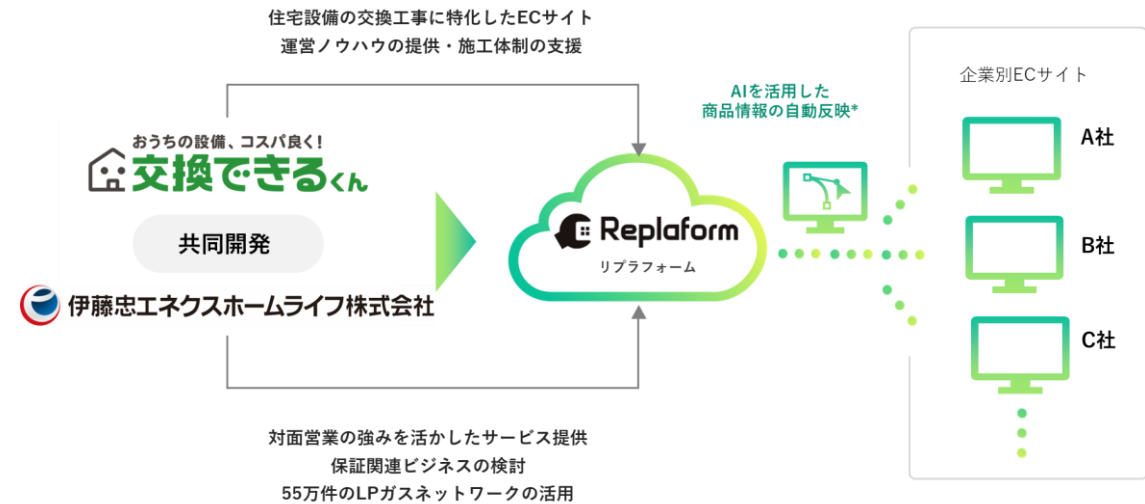 住宅設備の交換工事に特化したECサイト
運営ノウハウの提供・施工体制の支援
おうちの設備、コスパ良く!
交換できるくん
共同開発
伊藤忠エネクスホームライフ株式会社
Replaform
リプラフォーム
AIを活用した
商品情報の自動反映*
企業別ECサイト
A社
B社
C社
対面営業の強みを活かしたサービス提供
保証関連ビジネスの検討
55万件のLPガスネットワークの活用